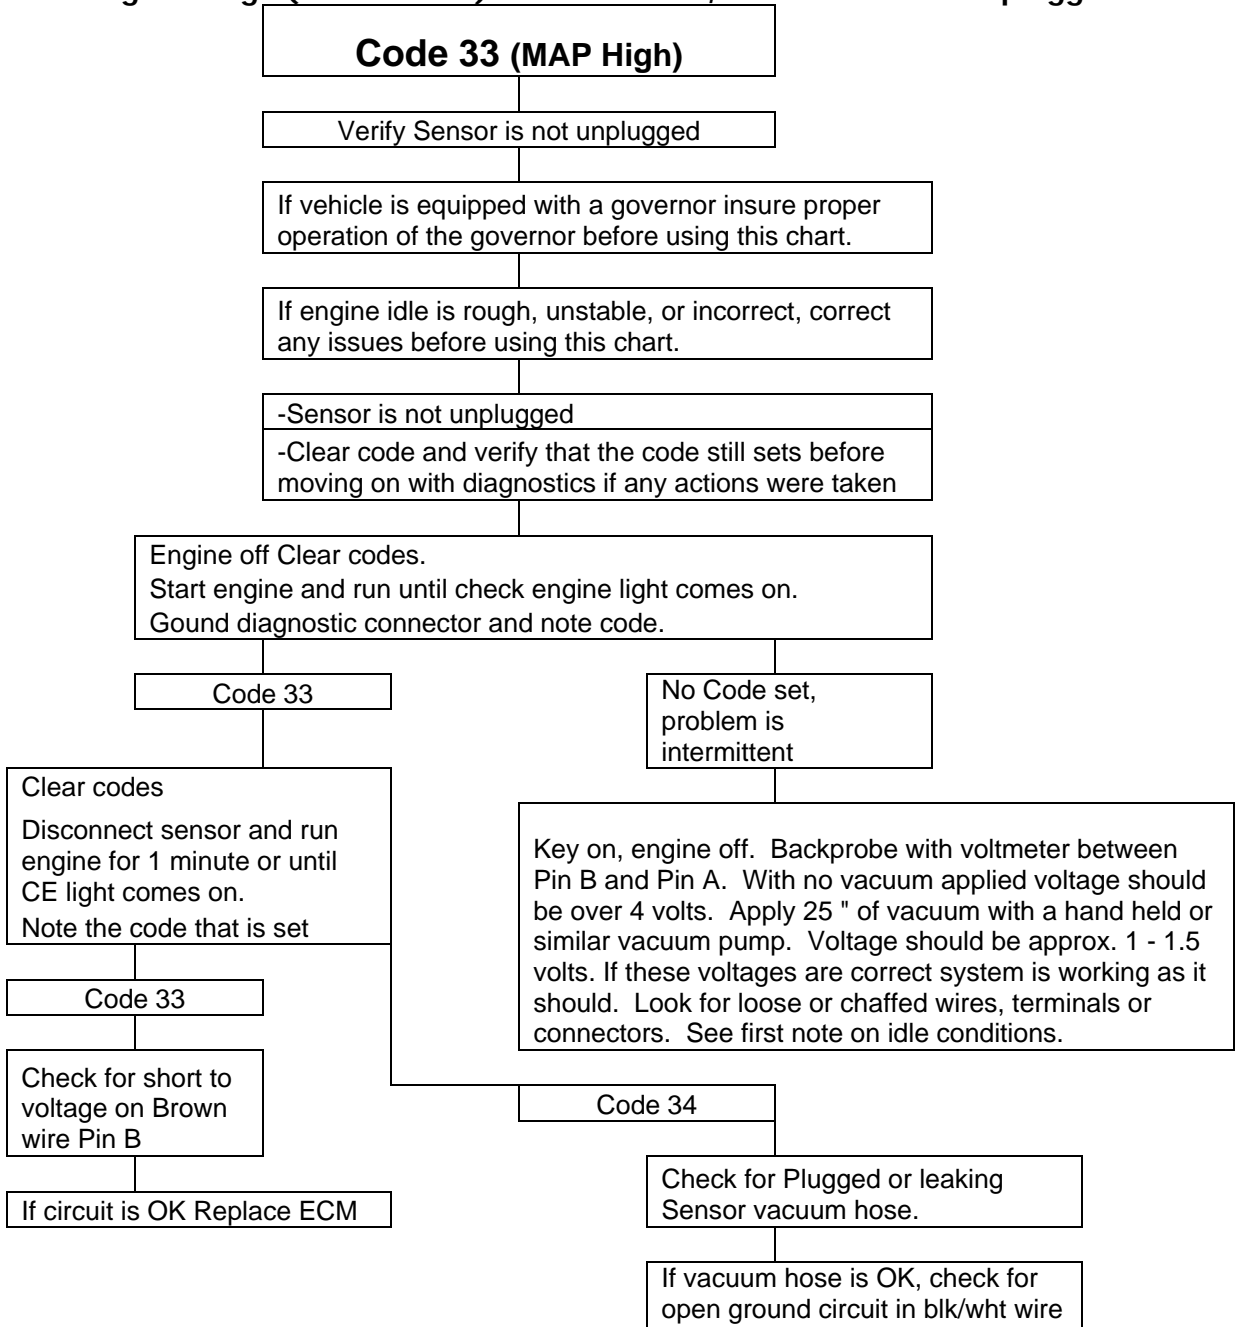 Code 33 (MAP High)
Verify Sensor is not unplugged
If vehicle is equipped with a governor insure proper
operation of the governor before using this chart.
If engine idle is rough, unstable, or incorrect, correct
any issues before using this chart.
-Sensor is not unplugged
-Clear code and verify that the code still sets before
moving on with diagnostics if any actions were taken
Engine off Clear codes.
Start engine and run until check engine light comes on.
Gound diagnostic connector and note code.
Code 33
No Code set,
problem is
intermittent
Clear codes
Disconnect sensor and run
engine for 1 minute or until
CE light comes on.
Note the code that is set
Key on, engine off. Backprobe with voltmeter between
Pin B and Pin A. With no vacuum applied voltage should
be over 4 volts. Apply 25 " of vacuum with a hand held or
similar vacuum pump. Voltage should be approx. 1 - 1.5
volts. If these voltages are correct system is working as it
should. Look for loose or chaffed wires, terminals or
connectors. See first note on idle conditions.
Code 33
Check for short to
voltage on Brown
wire Pin B
If circuit is OK Replace ECM
Code 34
Check for Plugged or leaking
Sensor vacuum hose.
If vacuum hose is OK, check for
open ground circuit in blk/wht wire